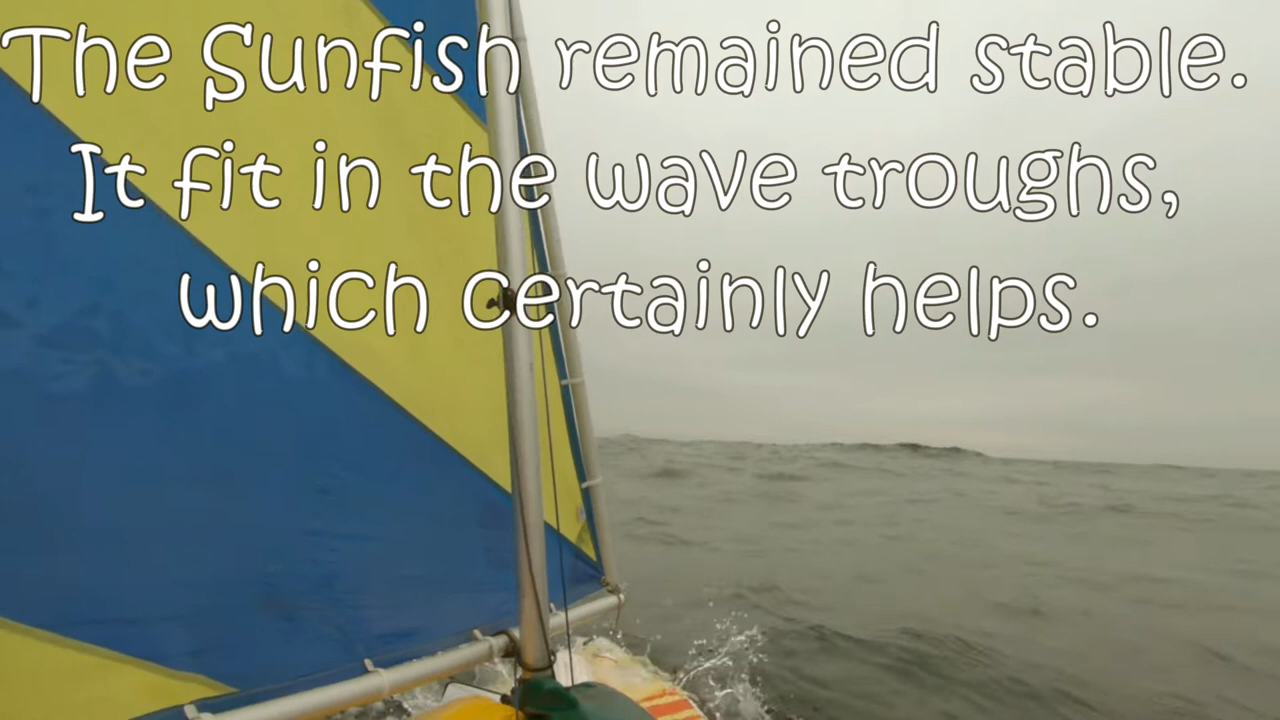 The Sunfish remained stable.
It fit in the wave troughs,
which certainly helps.